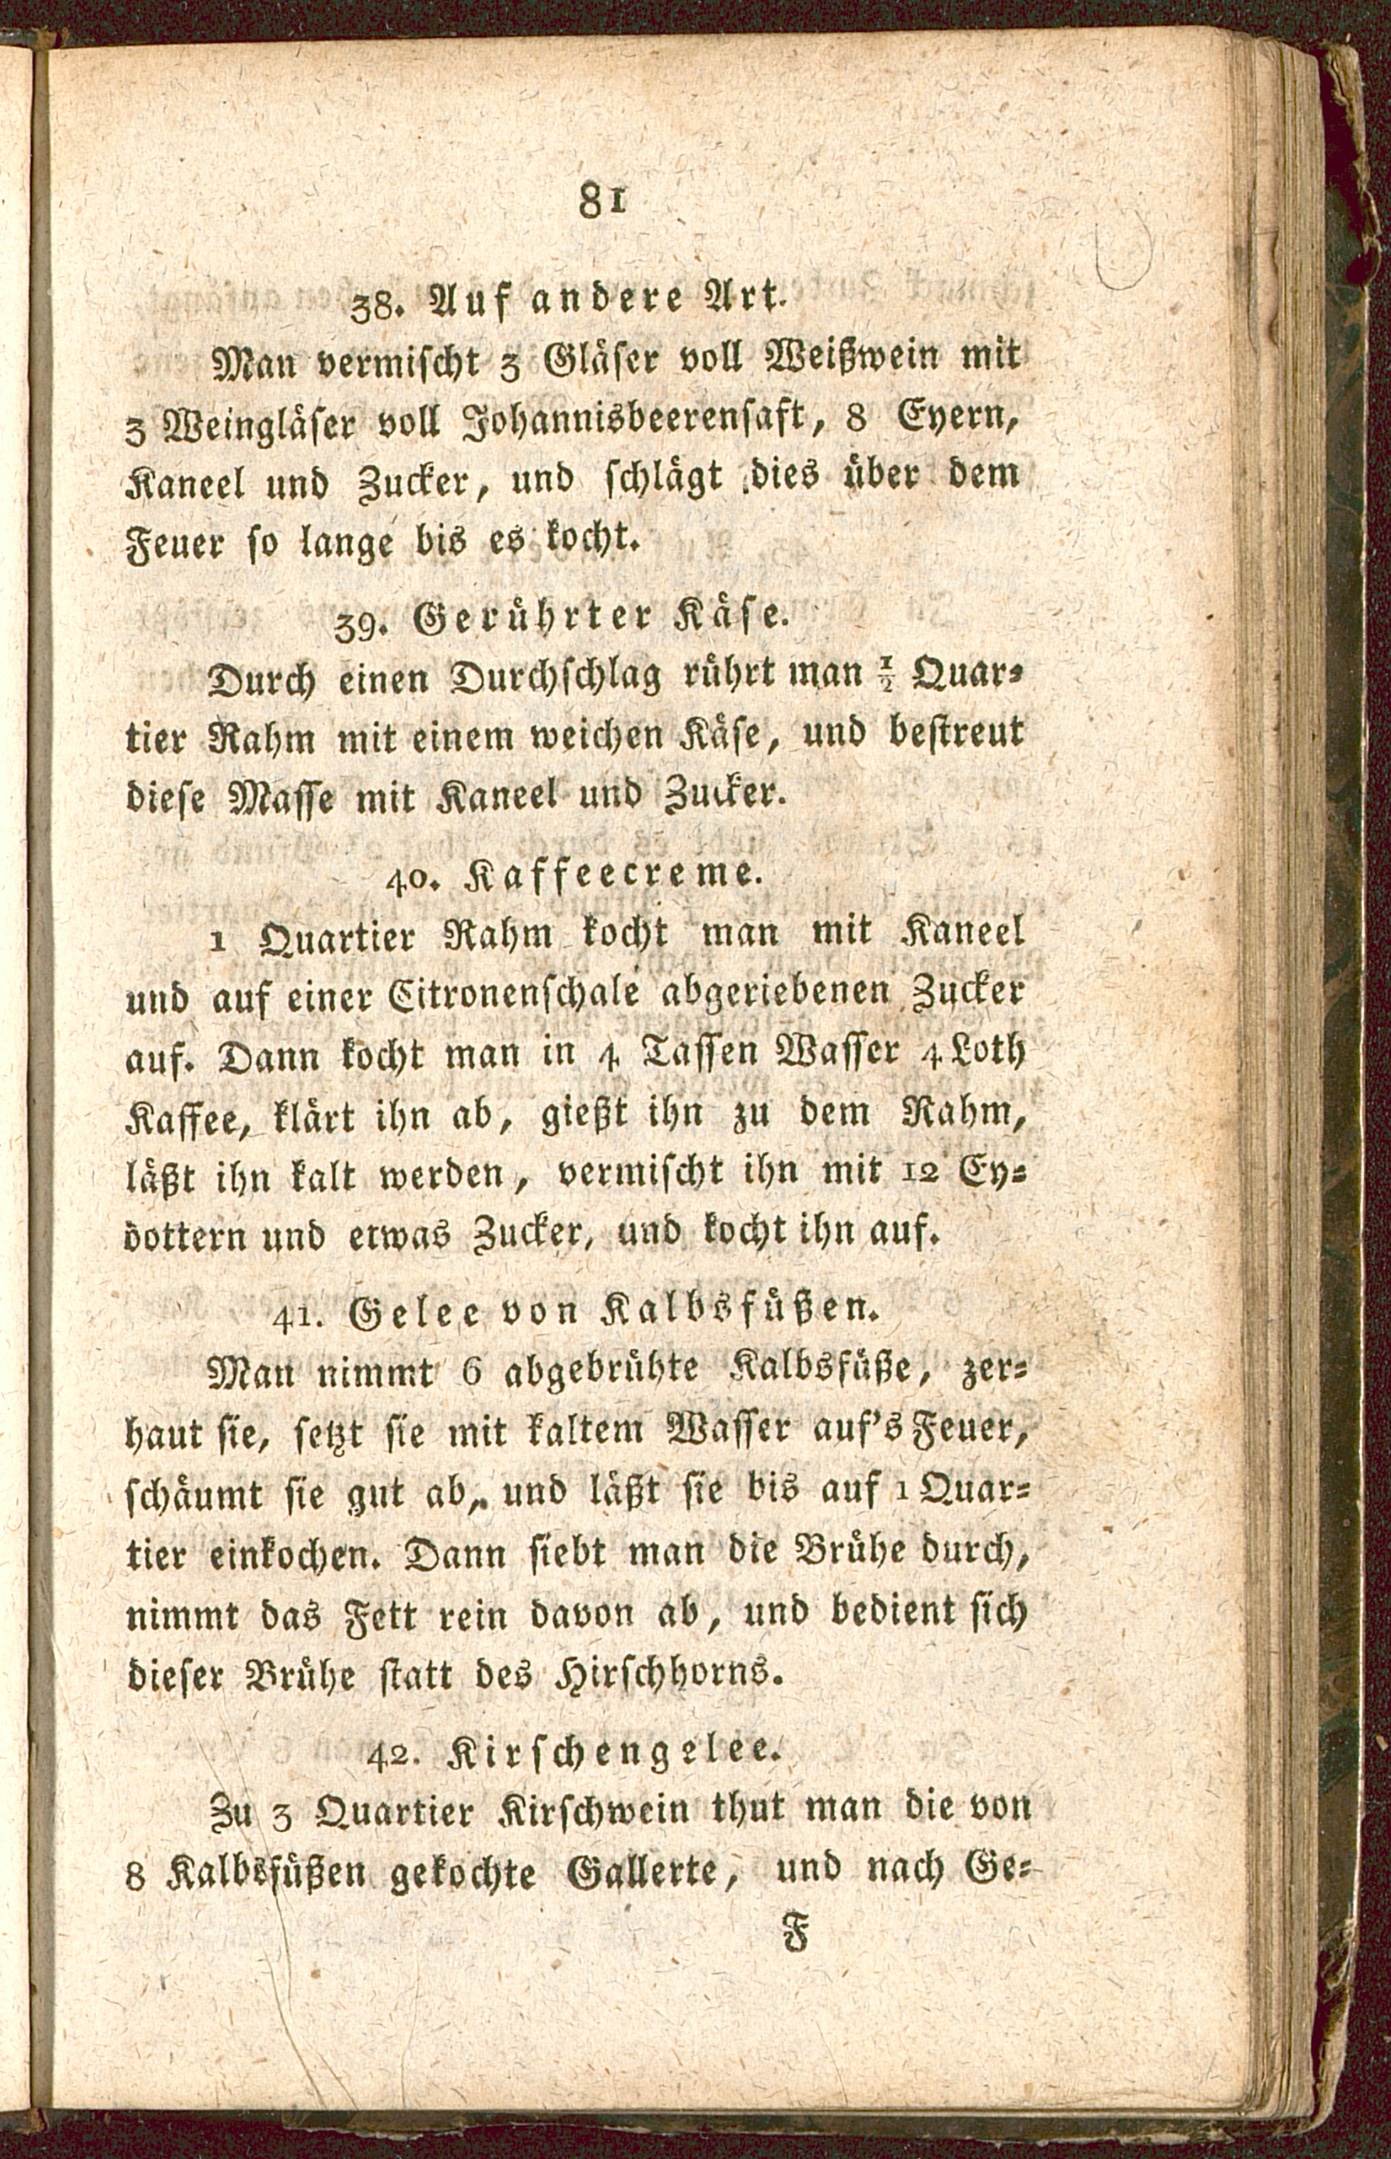 81
38. Auf andere Art.
Man vermischt 3 Gläser voll Weißwein mit
3 Weingläser voll Johannisbeerensaft, 8 Eyern,
Kaneel und Zucker, und schlägt dies über dem
Feuer so lange bis es kocht.
39. Gerührter Käse.
Durch einen Durchschlag rührt man ½ Quar-
tier Rahm mit einem weichen Käse, und bestreut
diese Masse mit Kaneel und Zucker.
40. Kaffeecreme.
1 Quartier Rahm kocht man mit Kaneel
und auf einer Citronenschale abgeriebenen Zucker
auf. Dann kocht man in 4 Tassen Wasser 4 Loth
Kaffee, klärt ihn ab, gießt ihn zu dem Rahm,
läßt ihn kalt werden, vermischt ihn mit 12 Ey-
dottern und etwas Zucker, und kocht ihn auf.
41. Gelee von Kalbsfüßen.
Man nimmt 6 abgebrühte Kalbsfüße, zer-
haut sie, setzt sie mit kaltem Wasser auf's Feuer,
schäumt sie gut ab, und läßt sie bis auf 1 Quar-
tier einkochen. Dann siebt man die Brühe durch,
nimmt das Fett rein davon ab, und bedient sich
dieser Brühe statt des Hirschhorns.
42. Kirschengelee.
Zu 3 Quartier Kirschwein thut man die von
8 Kalbsfüßen gekochte Gallerte, und nach Ge-
F